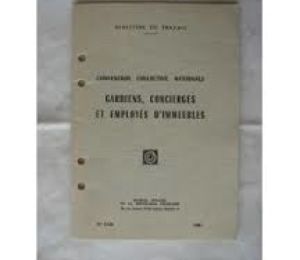 MINISTÈRE DU TRAVAIL
CONVENTION COLLECTIVE NATIONALE
GARDIENS, CONCIERGES
ET EMPLOYÉS D'IMMEUBLES
JOURNAL OFFICIEL
DE LA RÉPUBLIQUE FRANÇAISE